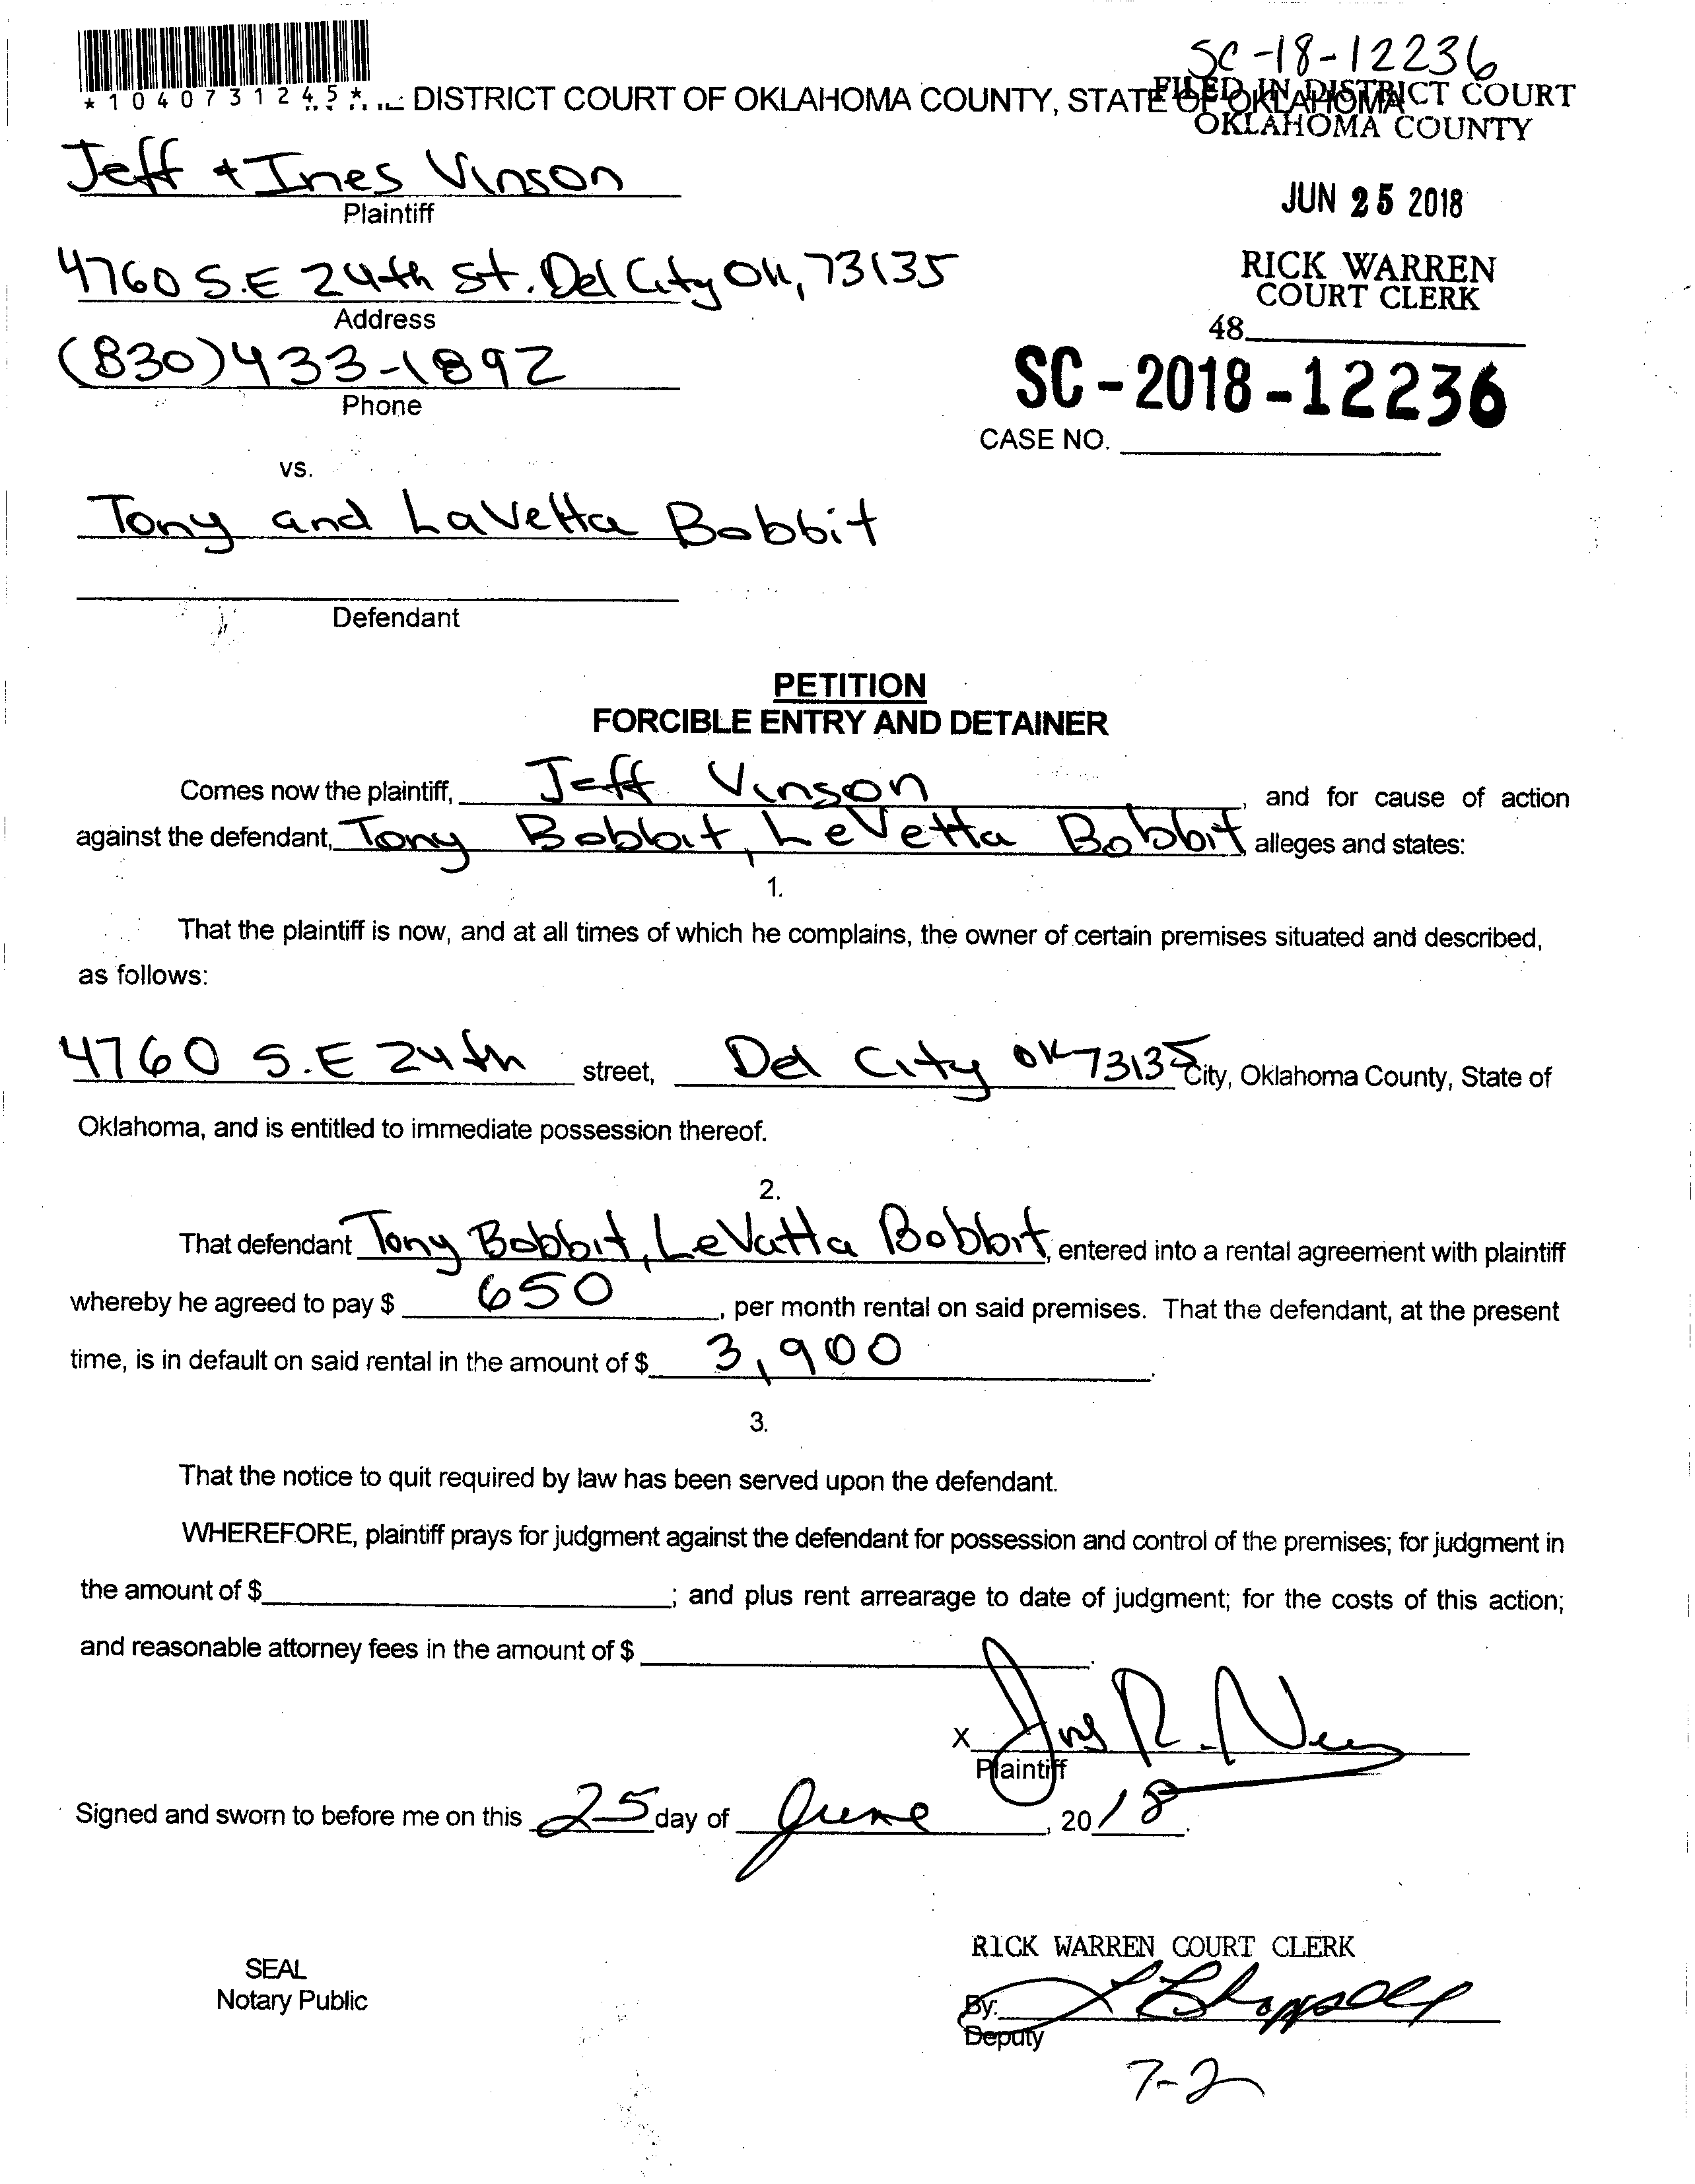 SC-18-12236
*1040731245* DISTRICT COURT OF OKLAHOMA COUNTY, STATE OF OKLAHOMA
FILED IN DISTRICT COURT
OKLAHOMA COUNTY
Jeff + Ines Vinson
Plaintiff
JUN 25 2018
4760 S.E 24th St. Del City OK, 73135
Address
RICK WARREN
COURT CLERK
48
(830) 433-1892
Phone
SC-2018-12236
CASE NO.
vs.
Tony and LaVetta Bobbit
Defendant
PETITION
FORCIBLE ENTRY AND DETAINER
Comes now the plaintiff, Jeff Vinson, and for cause of action
against the defendant, Tony Bobbit, LeVetta Bobbit alleges and states:
1.
That the plaintiff is now, and at all times of which he complains, the owner of certain premises situated and described,
as follows:
4760 S.E 24th street, Del City OK 73135 City, Oklahoma County, State of
Oklahoma, and is entitled to immediate possession thereof.
2.
That defendant Tony Bobbit, LeVatta Bobbit, entered into a rental agreement with plaintiff
whereby he agreed to pay $ 650, per month rental on said premises. That the defendant, at the present
time, is in default on said rental in the amount of $ 3,900.
3.
That the notice to quit required by law has been served upon the defendant.
WHEREFORE, plaintiff prays for judgment against the defendant for possession and control of the premises; for judgment in
the amount of $ ; and plus rent arrearage to date of judgment; for the costs of this action;
and reasonable attorney fees in the amount of $ .
X
Plaintiff
Signed and sworn to before me on this 25 day of June, 2018.
RICK WARREN COURT CLERK
SEAL
Notary Public
By:
Deputy
7-2